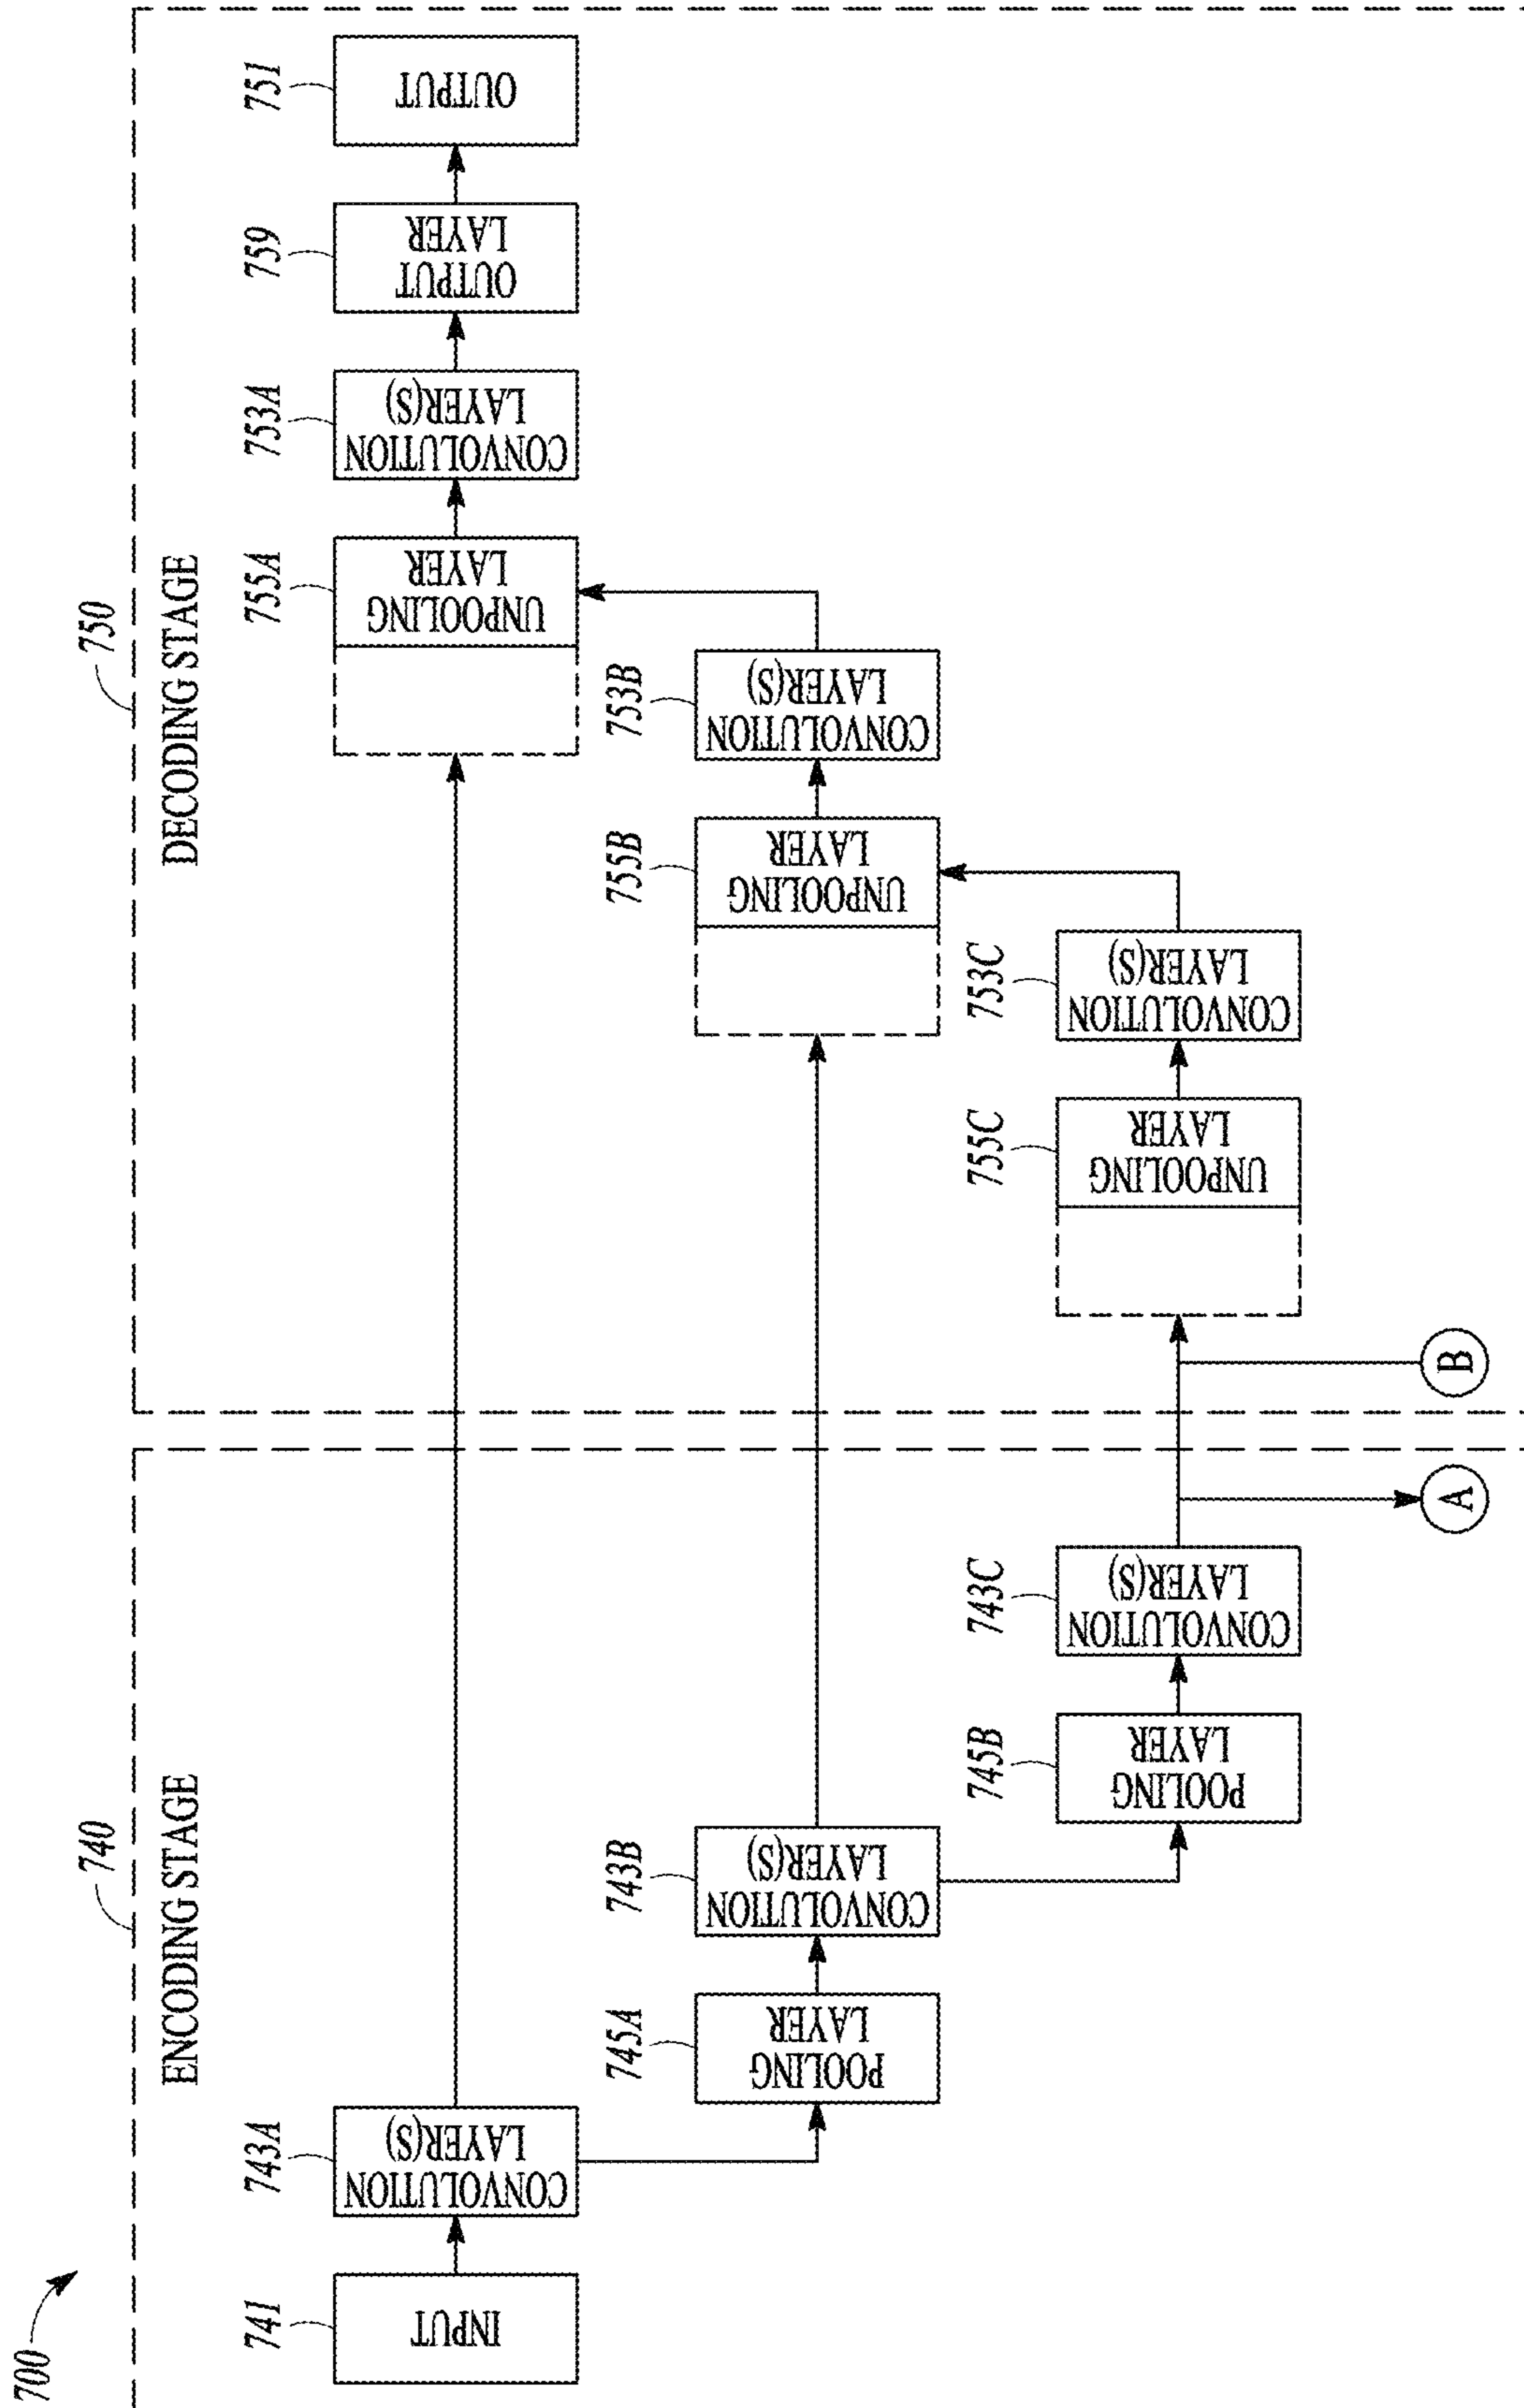 700
740
ENCODING STAGE
750
DECODING STAGE
741
INPUT
743A
CONVOLUTION
LAYER(S)
755A
UNPOOLING
LAYER
753A
CONVOLUTION
LAYER(S)
759
OUTPUT
LAYER
751
OUTPUT
745A
POOLING
LAYER
743B
CONVOLUTION
LAYER(S)
755B
UNPOOLING
LAYER
753B
CONVOLUTION
LAYER(S)
745B
POOLING
LAYER
743C
CONVOLUTION
LAYER(S)
755C
UNPOOLING
LAYER
753C
CONVOLUTION
LAYER(S)
A
B